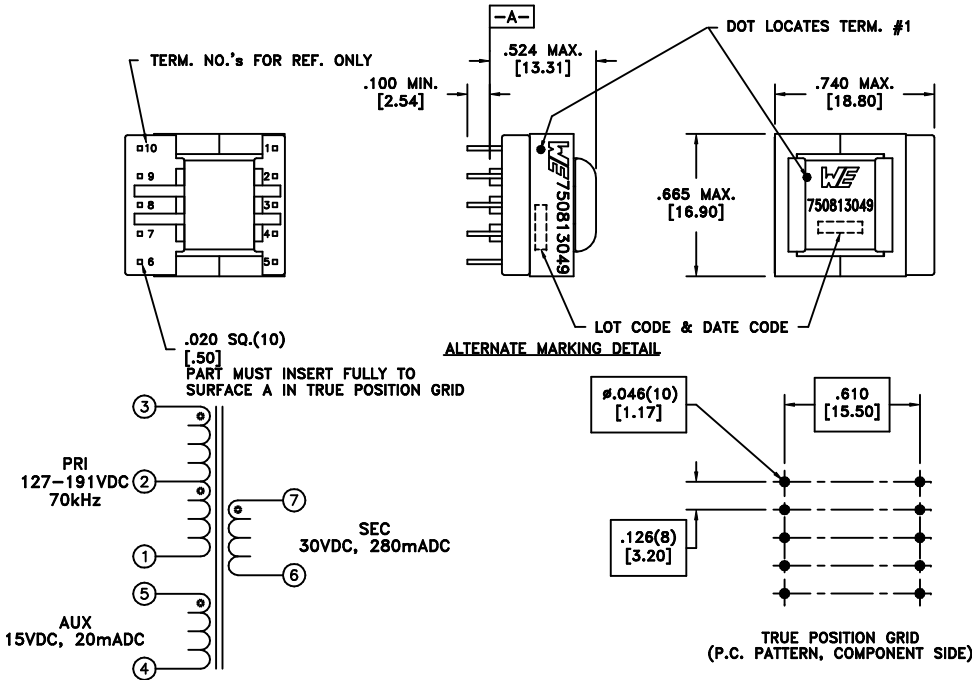 -A-
DOT LOCATES TERM. #1
TERM. NO.'s FOR REF. ONLY
.524 MAX.
[13.31]
.100 MIN.
[2.54]
.740 MAX.
[18.80]
10
9
8
7
6
1
2
3
4
5
WE
750813049
.665 MAX.
[16.90]
WE
750813049
LOT CODE & DATE CODE
ALTERNATE MARKING DETAIL
.020 SQ.(10)
[.50]
PART MUST INSERT FULLY TO
SURFACE A IN TRUE POSITION GRID
ø.046(10)
[1.17]
.610
[15.50]
3
PRI
127-191VDC
70kHz
2
1
7
SEC
30VDC, 280mADC
6
5
AUX
15VDC, 20mADC
4
.126(8)
[3.20]
TRUE POSITION GRID
(P.C. PATTERN, COMPONENT SIDE)